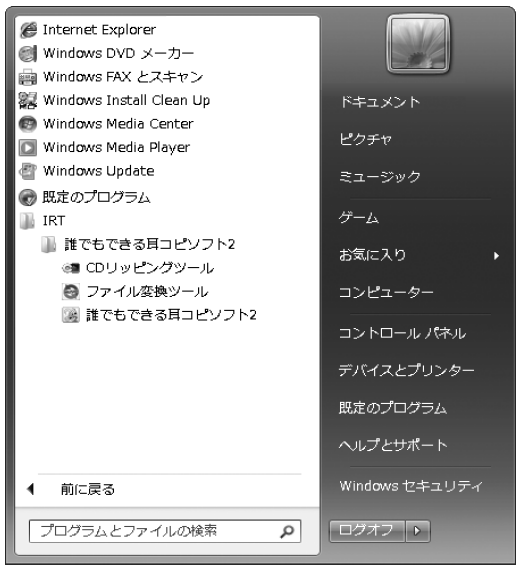 Internet Explorer
Windows DVD メーカー
Windows FAX とスキャン
Windows Install Clean Up
Windows Media Center
Windows Media Player
Windows Update
既定のプログラム
IRT
誰でもできる耳コピソフト2
CDリッピングツール
ファイル変換ツール
誰でもできる耳コピソフト2
前に戻る
プログラムとファイルの検索
ドキュメント
ピクチャ
ミュージック
ゲーム
お気に入り
コンピューター
コントロール パネル
デバイスとプリンター
既定のプログラム
ヘルプとサポート
Windows セキュリティ
ログオフ